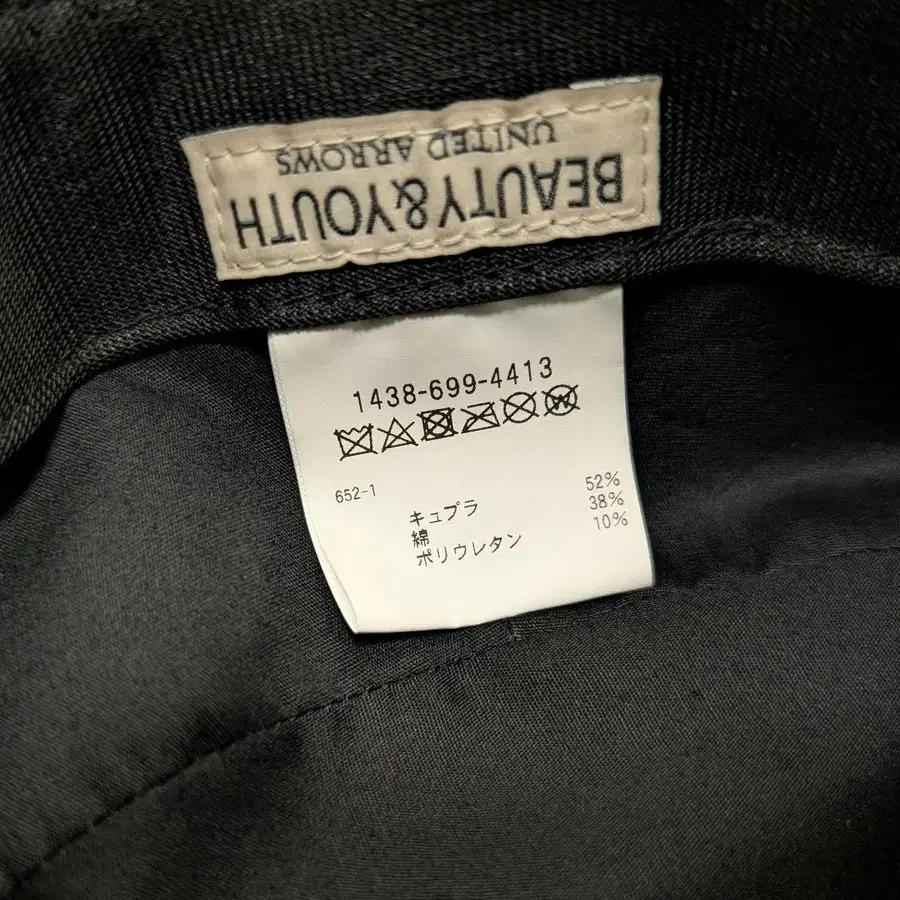 BEAUTY&YOUTH
UNITED ARROWS
1438-699-4413
652-1
キュプラ 52%
綿 38%
ポリウレタン 10%